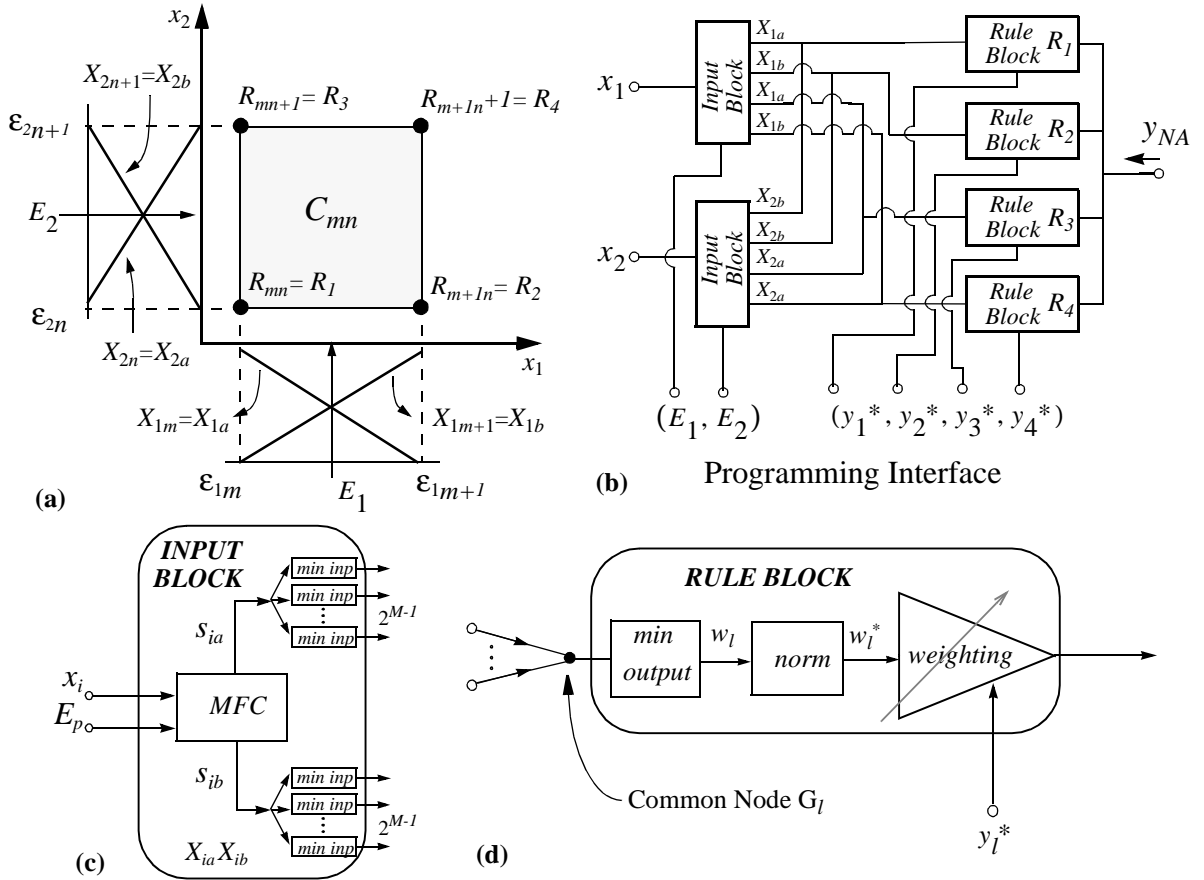 x2
X2n+1=X2b
Rmn+1= R3
Rm+1n+1= R4
ε2n+1
E2
Cmn
Rmn= R1
Rm+1n= R2
ε2n
X2n=X2a
x1
X1m=X1a
X1m+1=X1b
ε1m
E1
ε1m+1
(a)
x1
Input
Block
X1a
X1b
X1a
X1b
x2
Input
Block
X2b
X2b
X2a
X2a
Rule
Block R1
Rule
Block R2
Rule
Block R3
Rule
Block R4
yNA
(E1, E2)
(y1*, y2*, y3*, y4*)
(b)
Programming Interface
INPUT
BLOCK
min inp
min inp
min inp
2M-1
sia
xi
Ep
MFC
sib
min inp
min inp
min inp
2M-1
XiaXib
(c)
RULE BLOCK
min
output
wl
norm
wl*
weighting
Common Node Gl
yl*
(d)